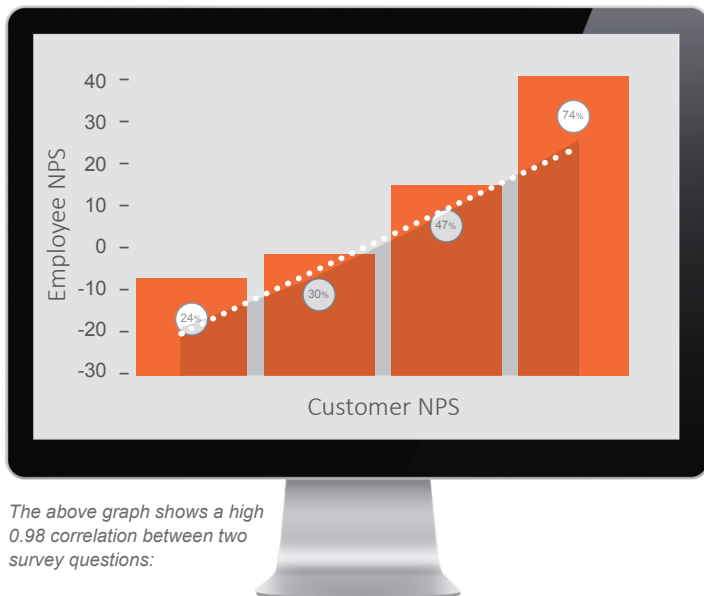 40
30
20
10
0
-10
-20
-30
Employee NPS
24%
30%
47%
74%
Customer NPS
The above graph shows a high
0.98 correlation between two
survey questions: